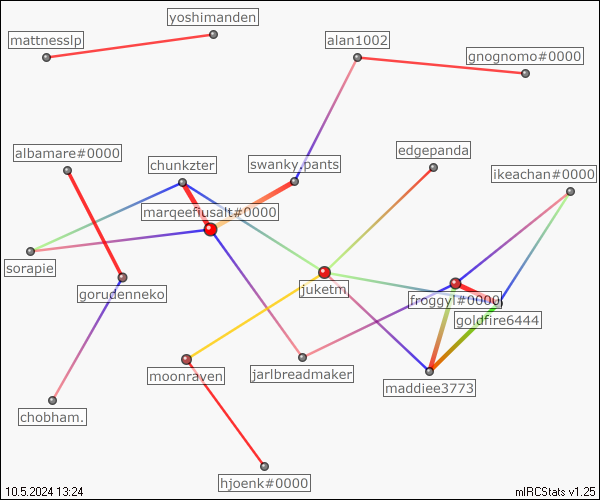 yoshimanden
mattnesslp
alan1002
gnognomo#0000
albamare#0000
chunkzter
swanky.pants
edgepanda
ikeachan#0000
marqeefiusalt#0000
sorapie
gorudenneko
juketm
froggyl#0000
goldfire6444
moonraven
jarlbreadmaker
maddiee3773
chobham.
hjoenk#0000
10.5.2024 13:24
mIRCStats v1.25